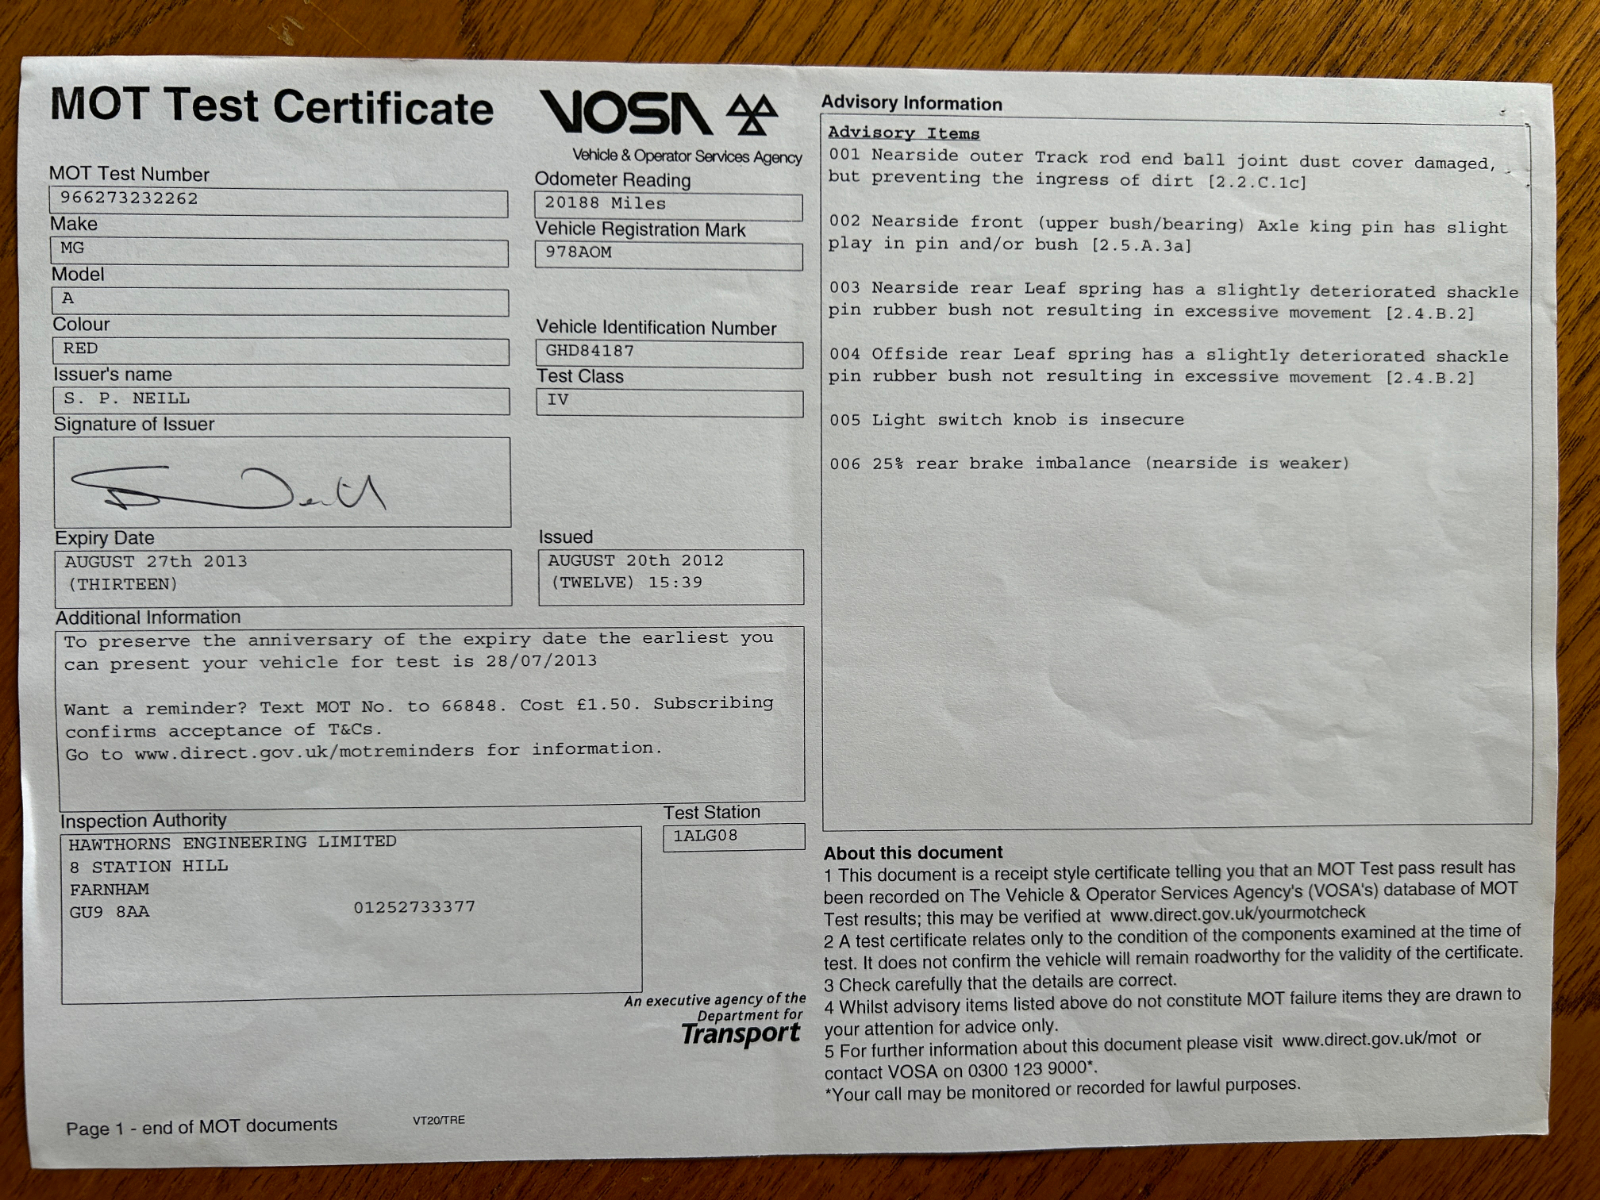 MOT Test Certificate
VOSA
Vehicle & Operator Services Agency
MOT Test Number
966273232262
Make
MG
Model
A
Colour
RED
Issuer's name
S. P. NEILL
Signature of Issuer
Odometer Reading
20188 Miles
Vehicle Registration Mark
978AOM
Vehicle Identification Number
GHD84187
Test Class
IV
Expiry Date
AUGUST 27th 2013
(THIRTEEN)
Issued
AUGUST 20th 2012
(TWELVE) 15:39
Additional Information
To preserve the anniversary of the expiry date the earliest you
can present your vehicle for test is 28/07/2013
Want a reminder? Text MOT No. to 66848. Cost £1.50. Subscribing
confirms acceptance of T&Cs.
Go to www.direct.gov.uk/motreminders for information.
Inspection Authority
HAWTHORNS ENGINEERING LIMITED
8 STATION HILL
FARNHAM
GU9 8AA 01252733377
Test Station
1ALG08
An executive agency of the
Department for
Transport
Page 1 - end of MOT documents
VT20/TRE
Advisory Information
Advisory Items
001 Nearside outer Track rod end ball joint dust cover damaged,
but preventing the ingress of dirt [2.2.C.1c]
002 Nearside front (upper bush/bearing) Axle king pin has slight
play in pin and/or bush [2.5.A.3a]
003 Nearside rear Leaf spring has a slightly deteriorated shackle
pin rubber bush not resulting in excessive movement [2.4.B.2]
004 Offside rear Leaf spring has a slightly deteriorated shackle
pin rubber bush not resulting in excessive movement [2.4.B.2]
005 Light switch knob is insecure
006 25% rear brake imbalance (nearside is weaker)
About this document
1 This document is a receipt style certificate telling you that an MOT Test pass result has
been recorded on The Vehicle & Operator Services Agency's (VOSA's) database of MOT
Test results; this may be verified at www.direct.gov.uk/yourmotcheck
2 A test certificate relates only to the condition of the components examined at the time of
test. It does not confirm the vehicle will remain roadworthy for the validity of the certificate.
3 Check carefully that the details are correct.
4 Whilst advisory items listed above do not constitute MOT failure items they are drawn to
your attention for advice only.
5 For further information about this document please visit www.direct.gov.uk/mot or
contact VOSA on 0300 123 9000*.
*Your call may be monitored or recorded for lawful purposes.